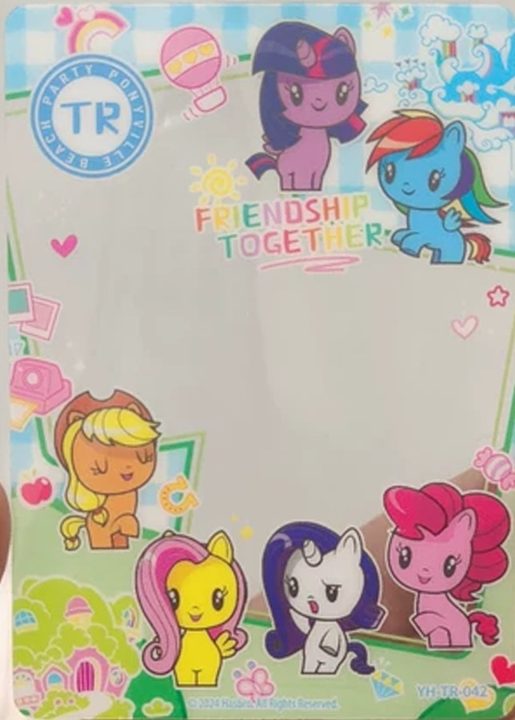 PARTY PONYVILLE BEACH
TR
FRIENDSHIP
TOGETHER
© 2024 Hasbro. All Rights Reserved.
YH-TR-042